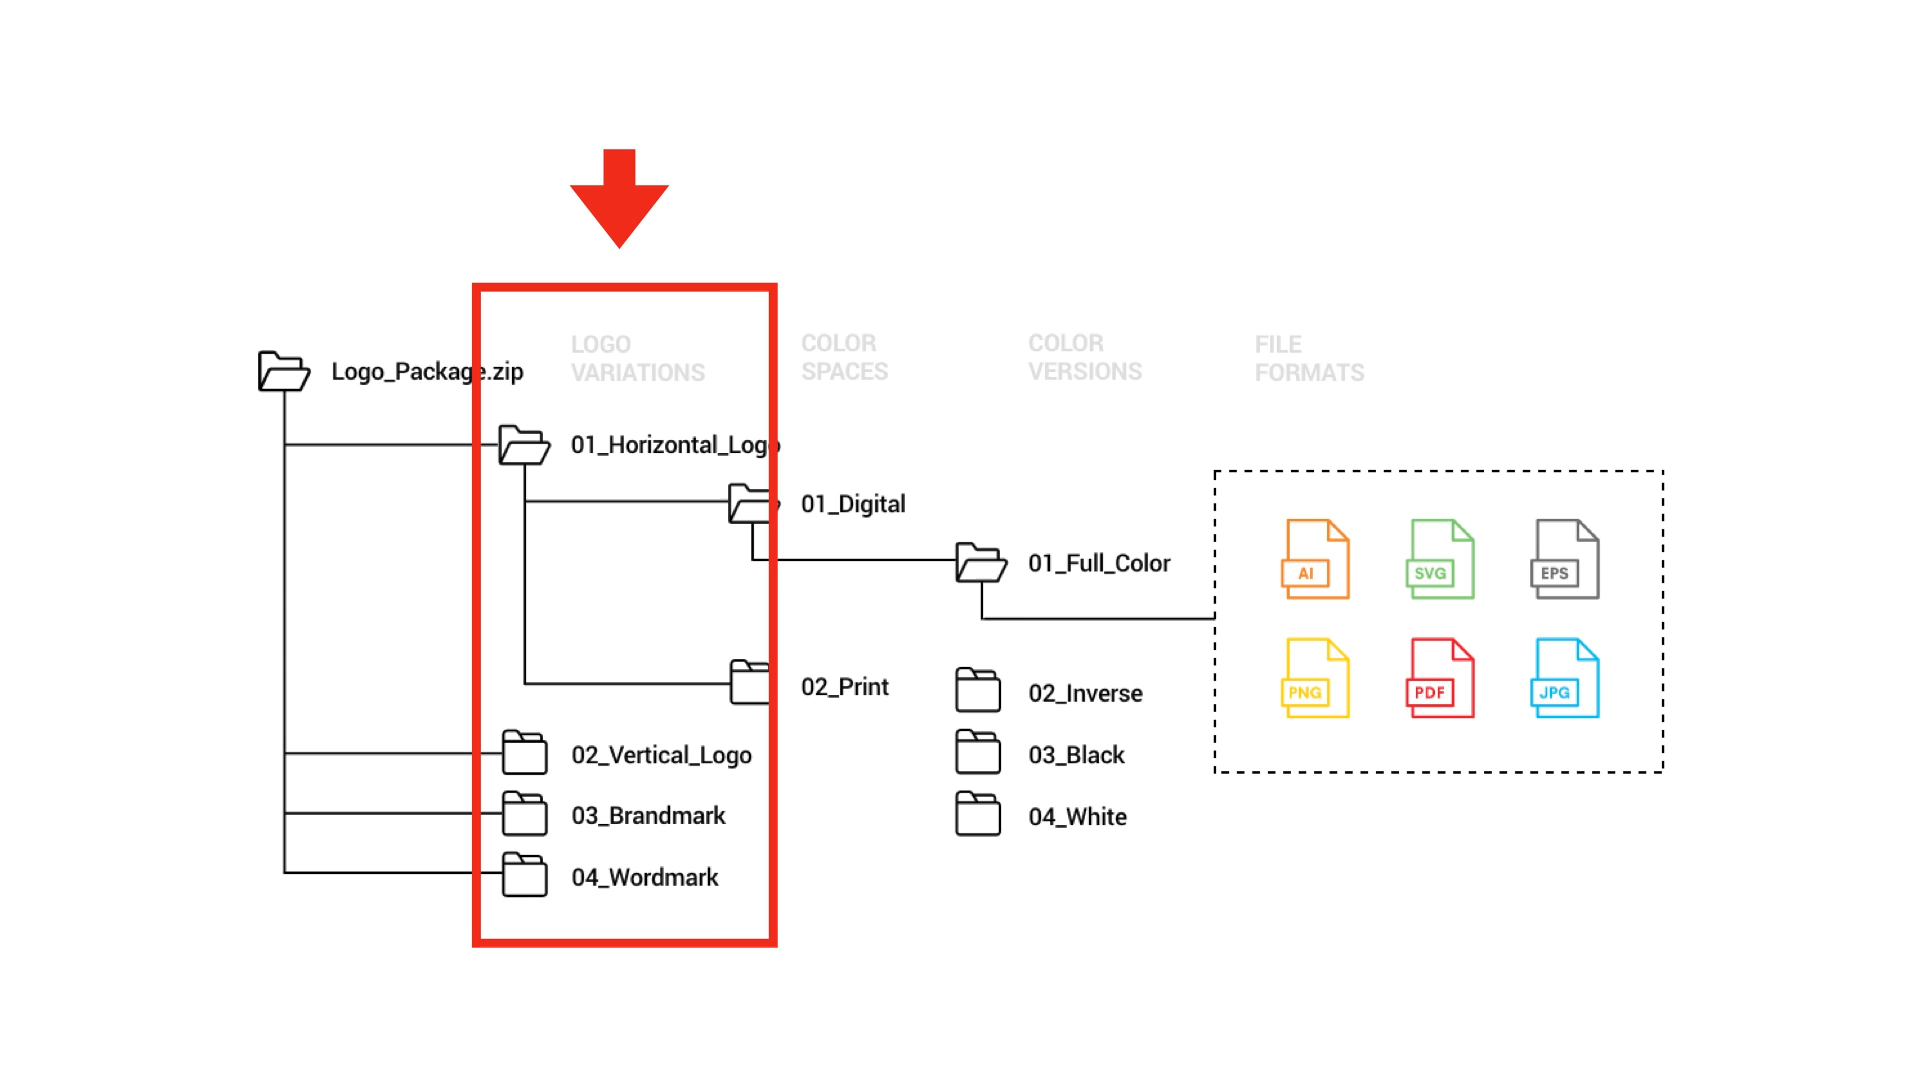 LOGO
VARIATIONS
COLOR
SPACES
COLOR
VERSIONS
FILE
FORMATS
Logo_Package.zip
01_Horizontal_Logo
01_Digital
01_Full_Color
02_Print
02_Inverse
02_Vertical_Logo
03_Black
03_Brandmark
04_White
04_Wordmark
AI
SVG
EPS
PNG
PDF
JPG